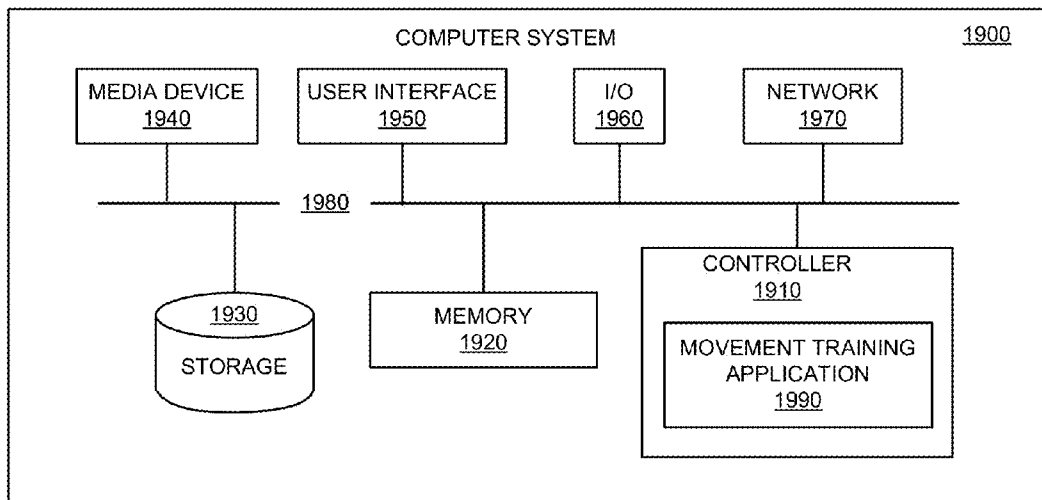 COMPUTER SYSTEM
1900
MEDIA DEVICE
1940
USER INTERFACE
1950
I/O
1960
NETWORK
1970
1980
1930
STORAGE
MEMORY
1920
CONTROLLER
1910
MOVEMENT TRAINING
APPLICATION
1990